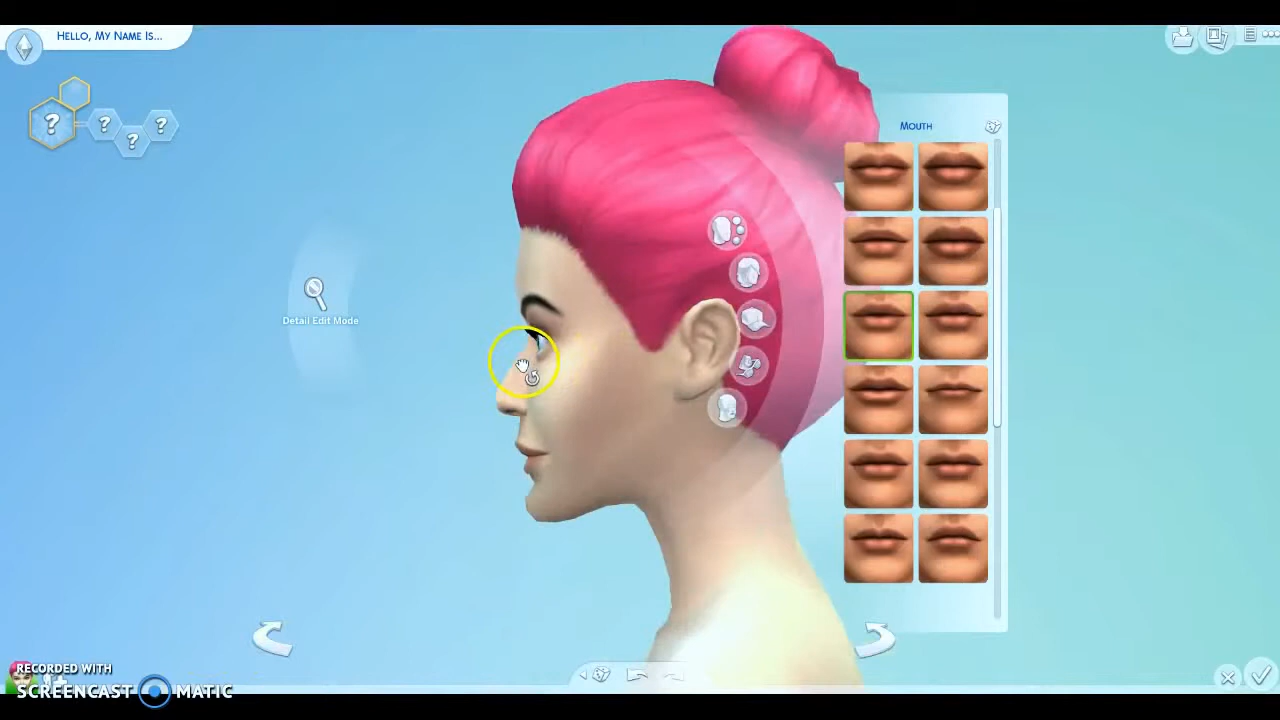 HELLO, MY NAME IS...
MOUTH
?
? ? ?
Detail Edit Mode
RECORDED WITH
SCREENCAST MATIC